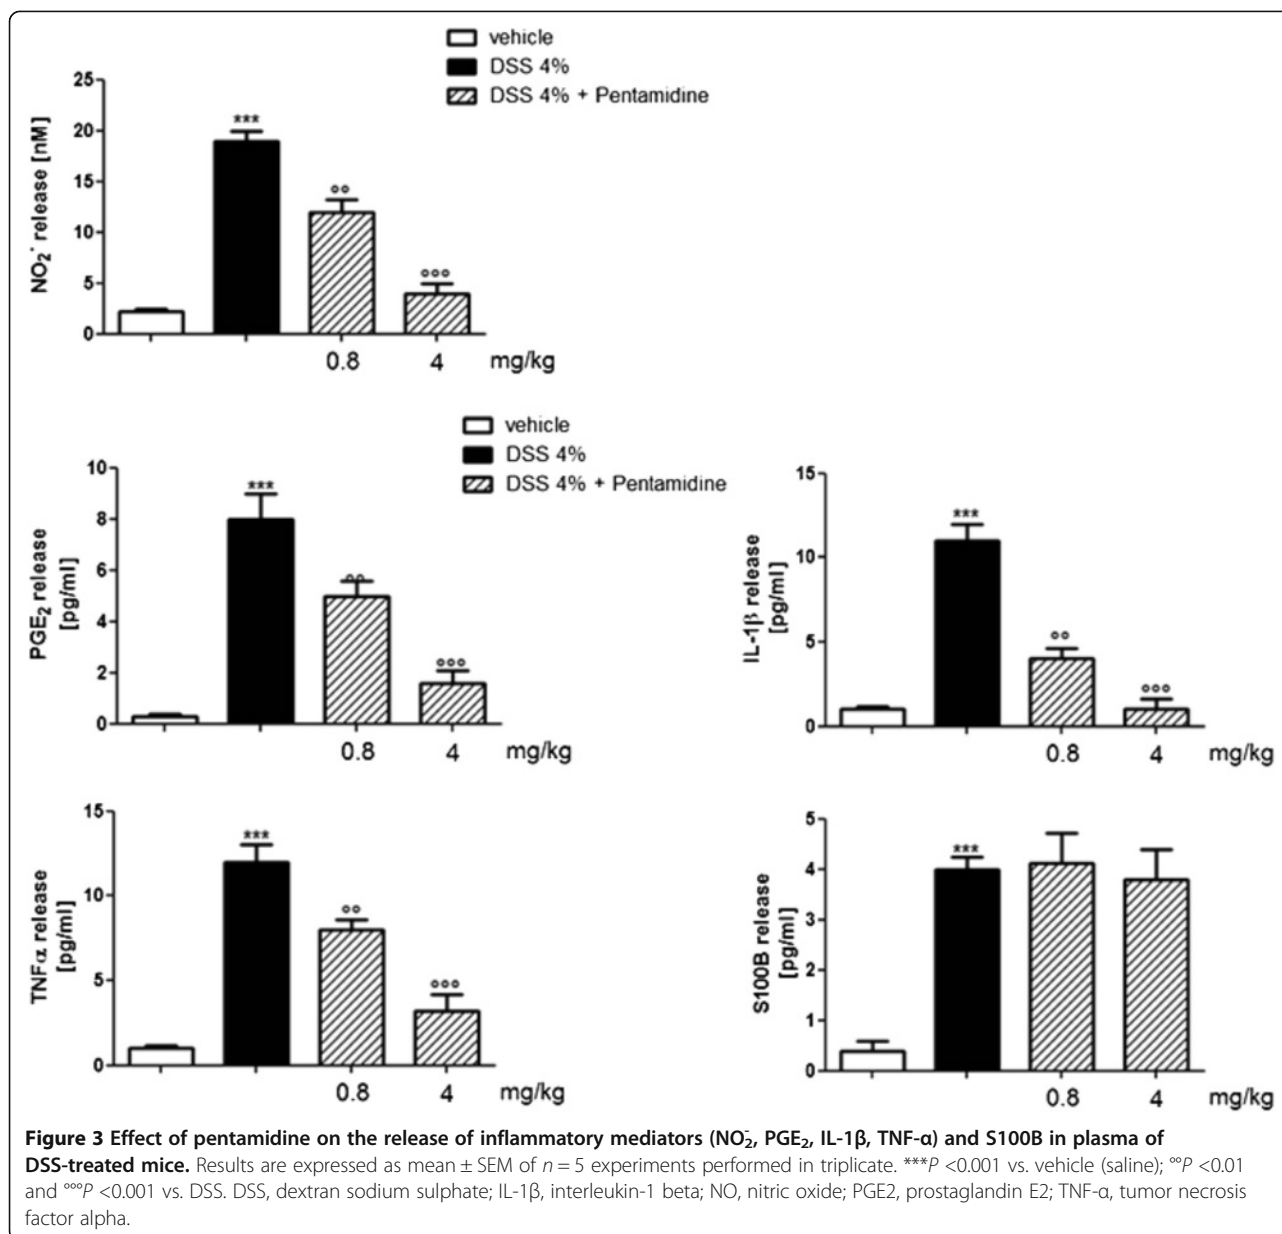 vehicle
DSS 4%
DSS 4% + Pentamidine
NO₂⁻ release [nM]
25
20
15
10
5
0
***
°°
°°°
0.8 4 mg/kg
vehicle
DSS 4%
DSS 4% + Pentamidine
PGE₂ release
[pg/ml]
10
8
6
4
2
0
***
°°
°°°
0.8 4 mg/kg
IL-1β release
[pg/ml]
15
10
5
0
***
°°
°°°
0.8 4 mg/kg
TNFα release
[pg/ml]
15
10
5
0
***
°°
°°°
0.8 4 mg/kg
S100B release
[pg/ml]
5
4
3
2
1
0
***
0.8 4 mg/kg
Figure 3 Effect of pentamidine on the release of inflammatory mediators (NO₂⁻, PGE₂, IL-1β, TNF-α) and S100B in plasma of
DSS-treated mice. Results are expressed as mean ± SEM of n = 5 experiments performed in triplicate. ***P <0.001 vs. vehicle (saline); °°P <0.01
and °°°P <0.001 vs. DSS. DSS, dextran sodium sulphate; IL-1β, interleukin-1 beta; NO, nitric oxide; PGE2, prostaglandin E2; TNF-α, tumor necrosis
factor alpha.